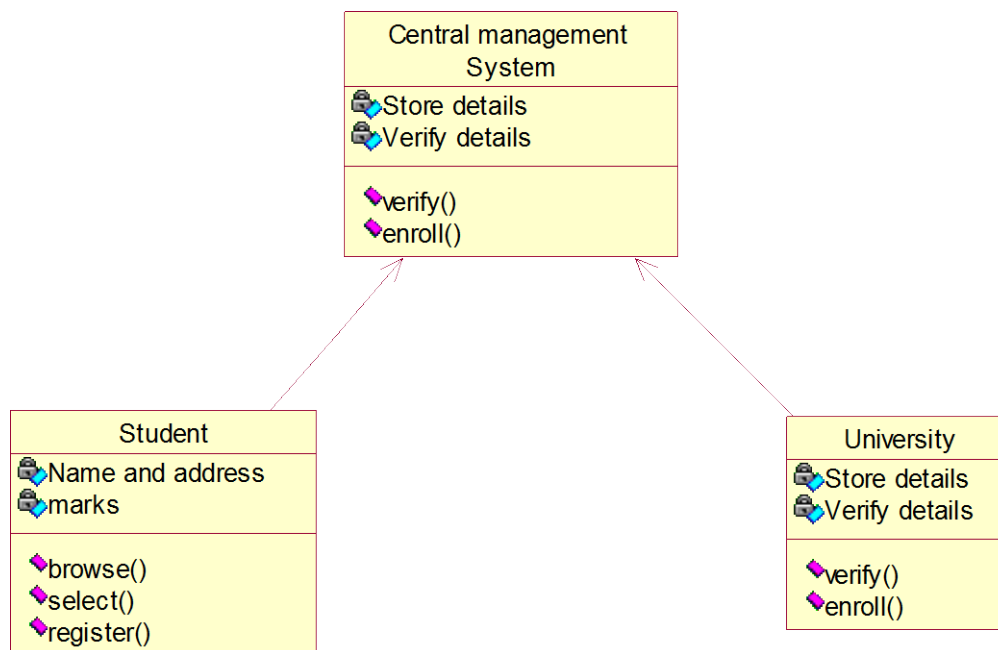 Central management
System
Store details
Verify details
verify()
enroll()
Student
Name and address
marks
browse()
select()
register()
University
Store details
Verify details
verify()
enroll()